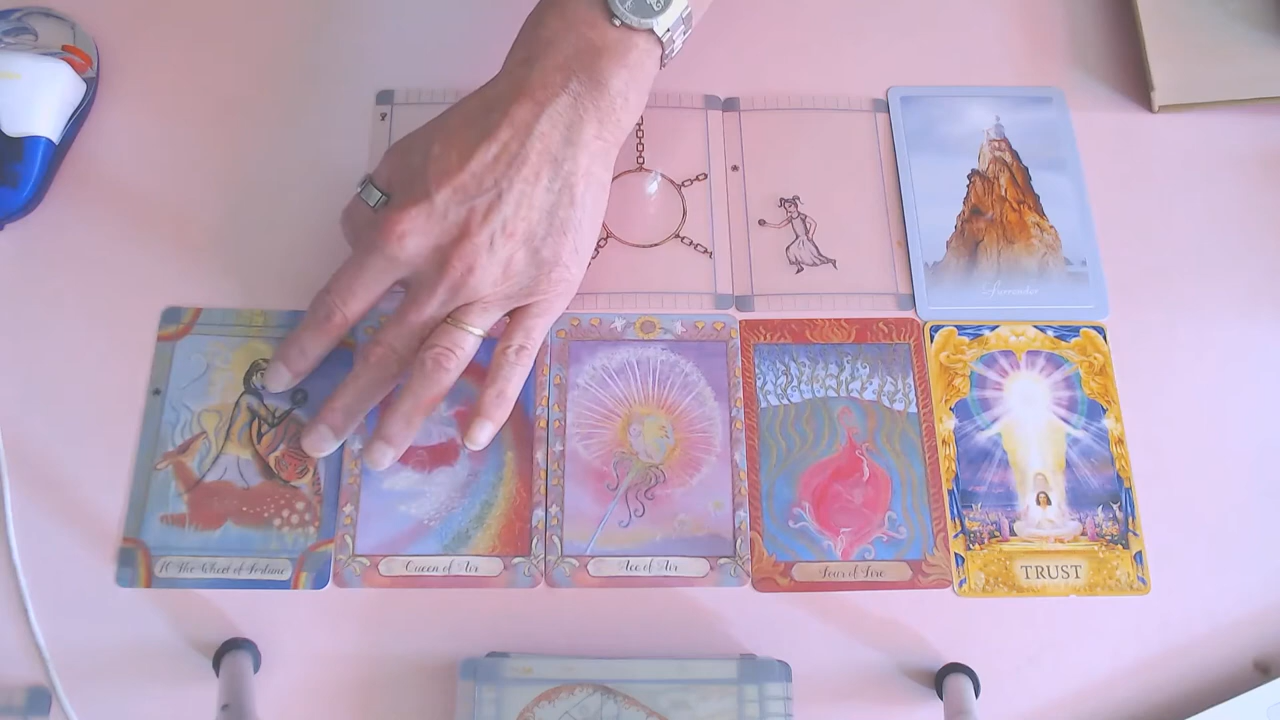 Surrender
10 The Wheel of Fortune
Queen of Air
Ace of Air
Four of Fire
TRUST